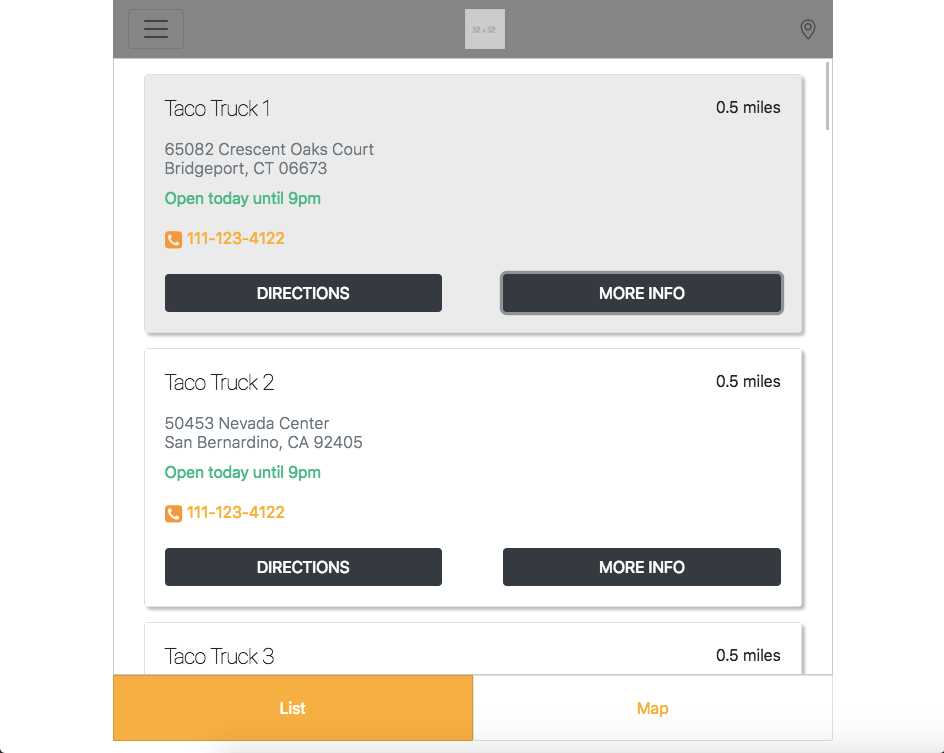 Taco Truck 1
0.5 miles
65082 Crescent Oaks Court
Bridgeport, CT 06673
Open today until 9pm
111-123-4122
DIRECTIONS
MORE INFO
Taco Truck 2
0.5 miles
50453 Nevada Center
San Bernardino, CA 92405
Open today until 9pm
111-123-4122
DIRECTIONS
MORE INFO
Taco Truck 3
0.5 miles
List
Map